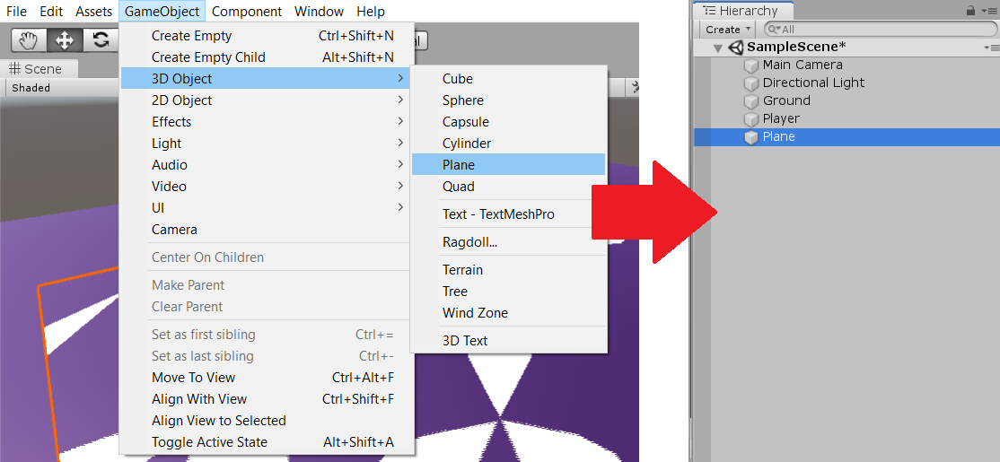 File Edit Assets GameObject Component Window Help
Scene
Shaded
Create Empty Ctrl+Shift+N
Create Empty Child Alt+Shift+N
3D Object
2D Object
Effects
Light
Audio
Video
UI
Camera
Center On Children
Make Parent
Clear Parent
Set as first sibling Ctrl+=
Set as last sibling Ctrl+-
Move To View Ctrl+Alt+F
Align With View Ctrl+Shift+F
Align View to Selected
Toggle Active State Alt+Shift+A
Cube
Sphere
Capsule
Cylinder
Plane
Quad
Text - TextMeshPro
Ragdoll...
Terrain
Tree
Wind Zone
3D Text
Hierarchy
Create All
SampleScene*
Main Camera
Directional Light
Ground
Player
Plane